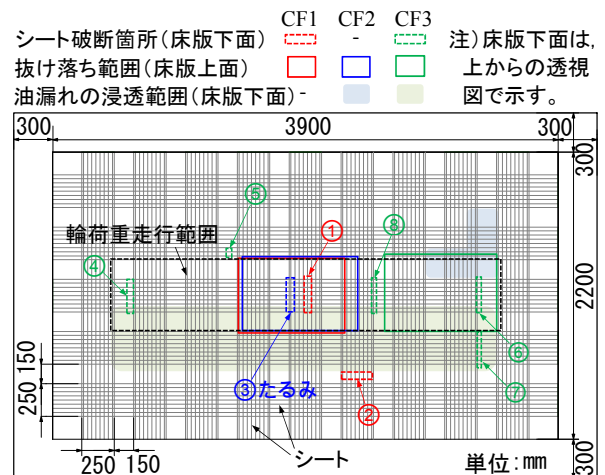 CF1 CF2 CF3
シート破断箇所(床版下面) - 注)床版下面は,
抜け落ち範囲(床版上面) 上からの透視
油漏れの浸透範囲(床版下面)- 図で示す。
300 3900 300
300
⑤
輪荷重走行範囲 ① ⑧
④
2200
150
⑥
250 ③たるみ ② ⑦
シート
250 150 単位:mm
300